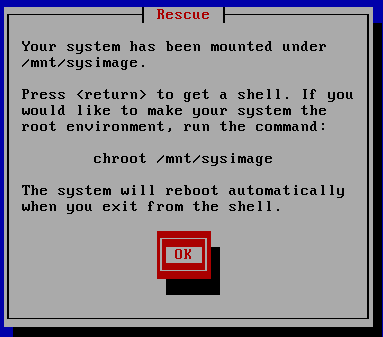 Rescue
Your system has been mounted under
/mnt/sysimage.
Press <return> to get a shell. If you
would like to make your system the
root environment, run the command:
chroot /mnt/sysimage
The system will reboot automatically
when you exit from the shell.
OK